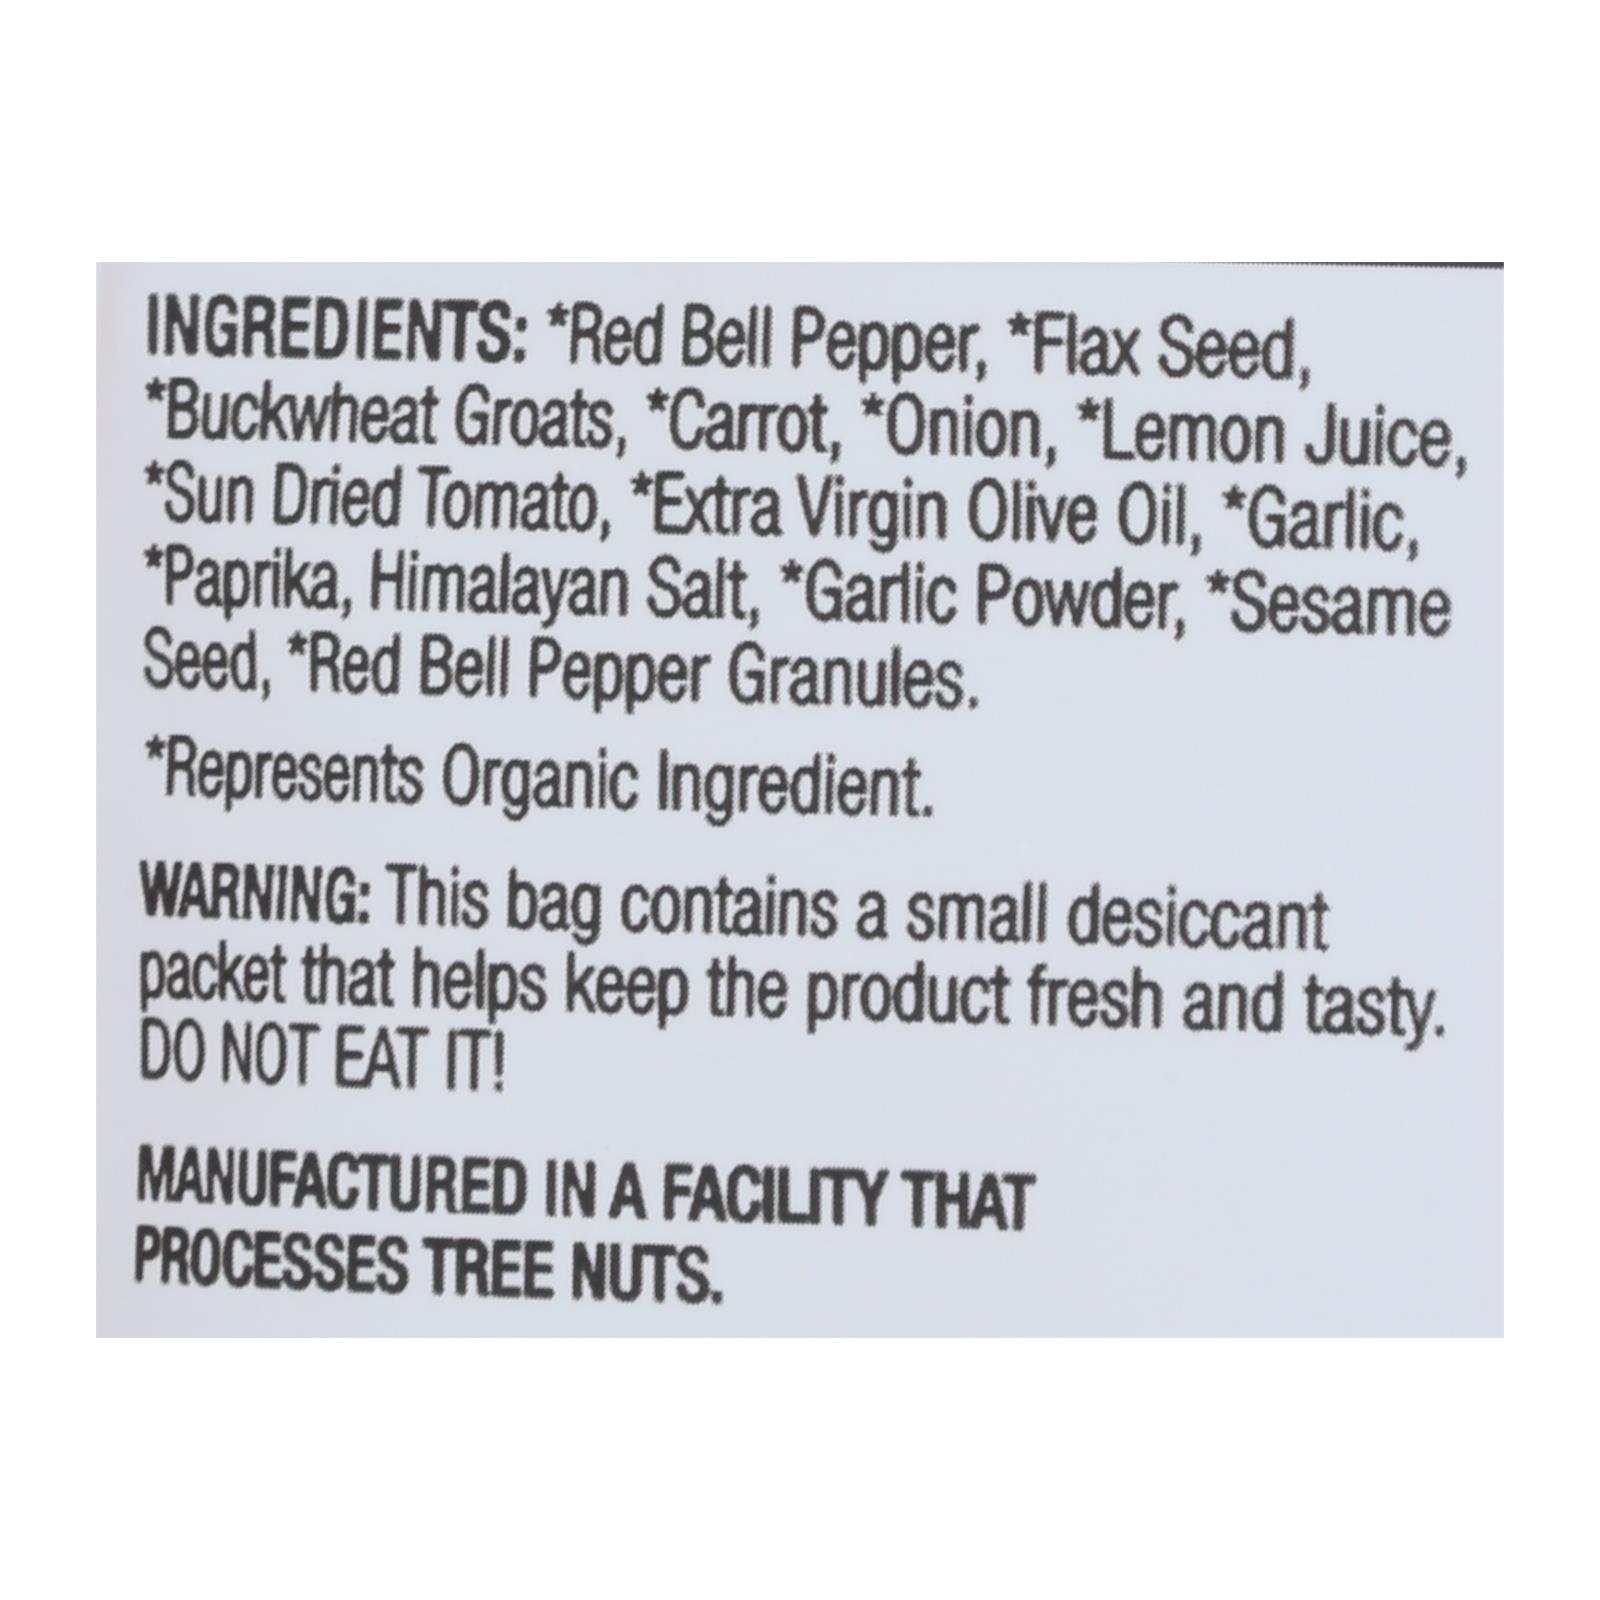 INGREDIENTS: *Red Bell Pepper, *Flax Seed,
*Buckwheat Groats, *Carrot, *Onion, *Lemon Juice,
*Sun Dried Tomato, *Extra Virgin Olive Oil, *Garlic,
*Paprika, Himalayan Salt, *Garlic Powder, *Sesame
Seed, *Red Bell Pepper Granules.
*Represents Organic Ingredient.
WARNING: This bag contains a small desiccant
packet that helps keep the product fresh and tasty.
DO NOT EAT IT!
MANUFACTURED IN A FACILITY THAT
PROCESSES TREE NUTS.